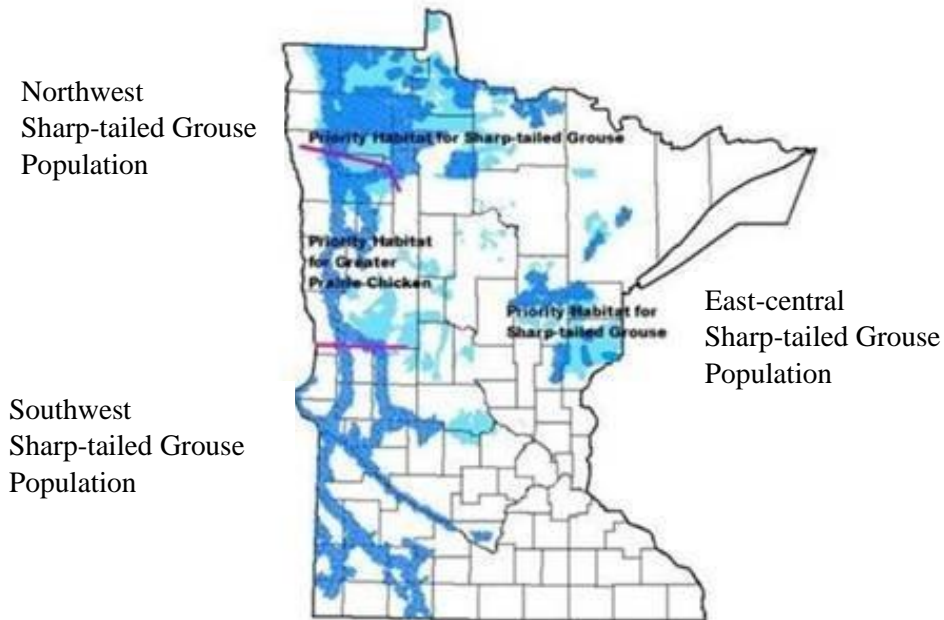 Northwest
Sharp-tailed Grouse
Population
Priority Habitat for Sharp-tailed Grouse
Priority Habitat
for Greater
Prairie Chicken
Priority Habitat for
Sharp-tailed Grouse
East-central
Sharp-tailed Grouse
Population
Southwest
Sharp-tailed Grouse
Population